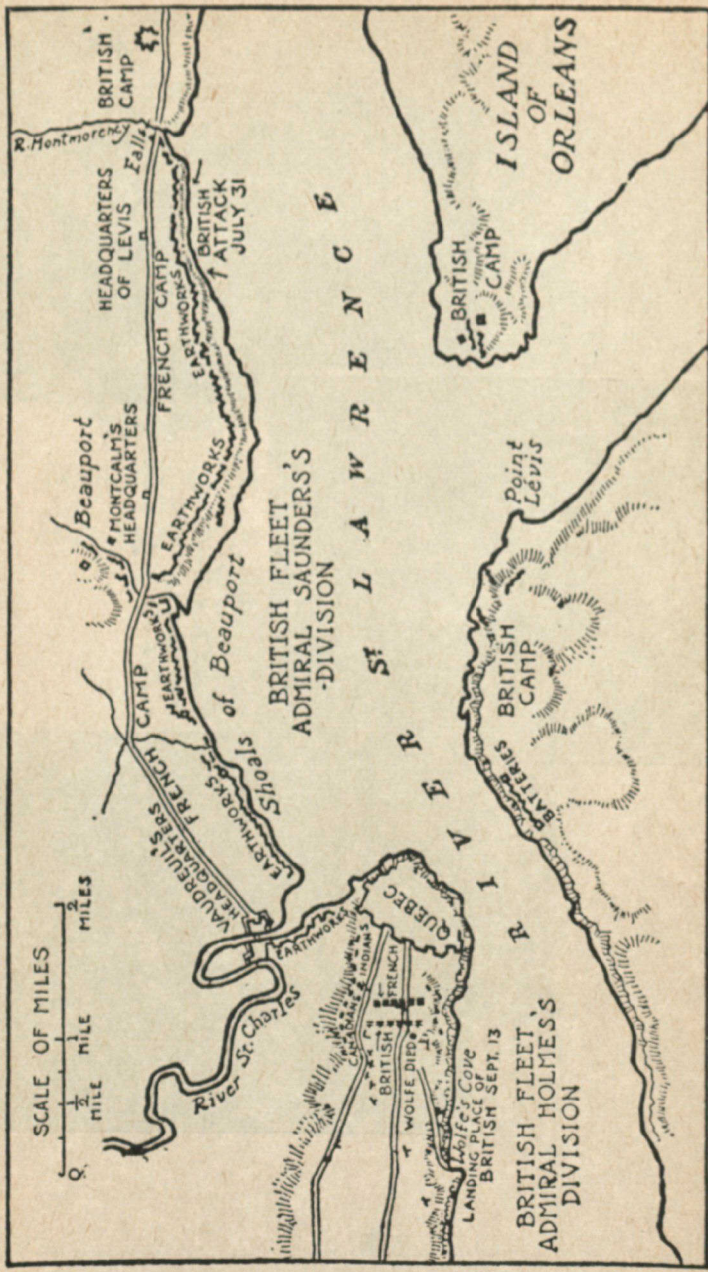 SCALE OF MILES
0 ½ 1 2
MILE MILE MILES
River St. Charles
VAUDREUIL'S
HEADQUARTERS
FRENCH CAMP
EARTHWORKS
EARTHWORKS
EARTHWORKS
Shoals of Beauport
Beauport
MONTCALM'S
HEADQUARTERS
EARTHWORKS
FRENCH CAMP
EARTHWORKS
HEADQUARTERS
OF LEVIS
R. Montmorency
Falls
BRITISH
CAMP
BRITISH
ATTACK
JULY 31
BRITISH FLEET
ADMIRAL SAUNDERS'S
-DIVISION
RIVER ST. LAWRENCE
ISLAND
OF
ORLEANS
BRITISH
CAMP
Point
Lévis
BRITISH
CAMP
BATTERIES
QUEBEC
CANADIANS & INDIANS
FRENCH
BRITISH
WOLFE DIED
Wolfe's Cove
LANDING PLACE OF
BRITISH SEPT. 13
BRITISH FLEET,
ADMIRAL HOLMES'S
DIVISION